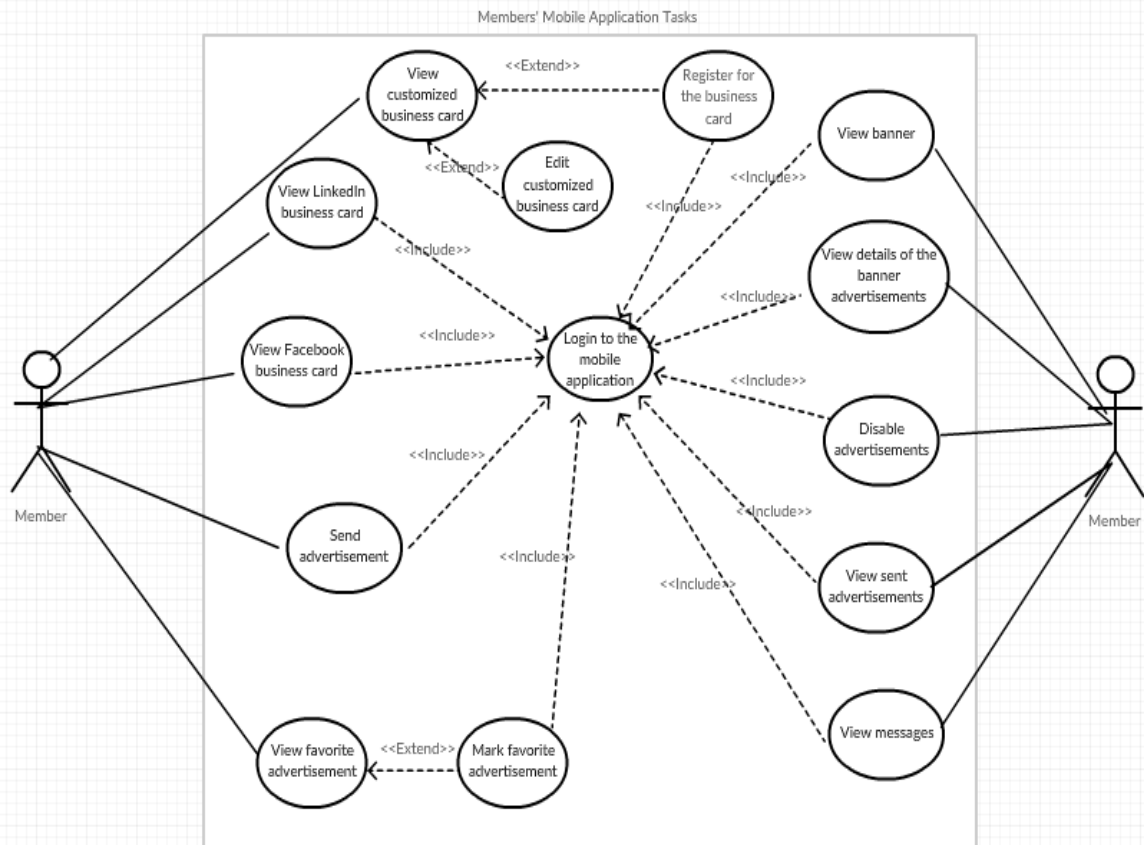 Members' Mobile Application Tasks
View
customized
business card
<<Extend>>
Register for
the business
card
View banner
<<Extend>>
Edit
customized
business card
<<Include>>
View LinkedIn
business card
<<Include>>
<<Include>>
View details of the
banner
advertisements
<<Include>>
View Facebook
business card
<<Include>>
Login to the
mobile
application
<<Include>>
Disable
advertisements
<<Include>>
Member
Send
advertisement
<<Include>>
Member
<<Include>>
View sent
advertisements
<<Include>>
View favorite
advertisement
<<Extend>>
Mark favorite
advertisement
View messages